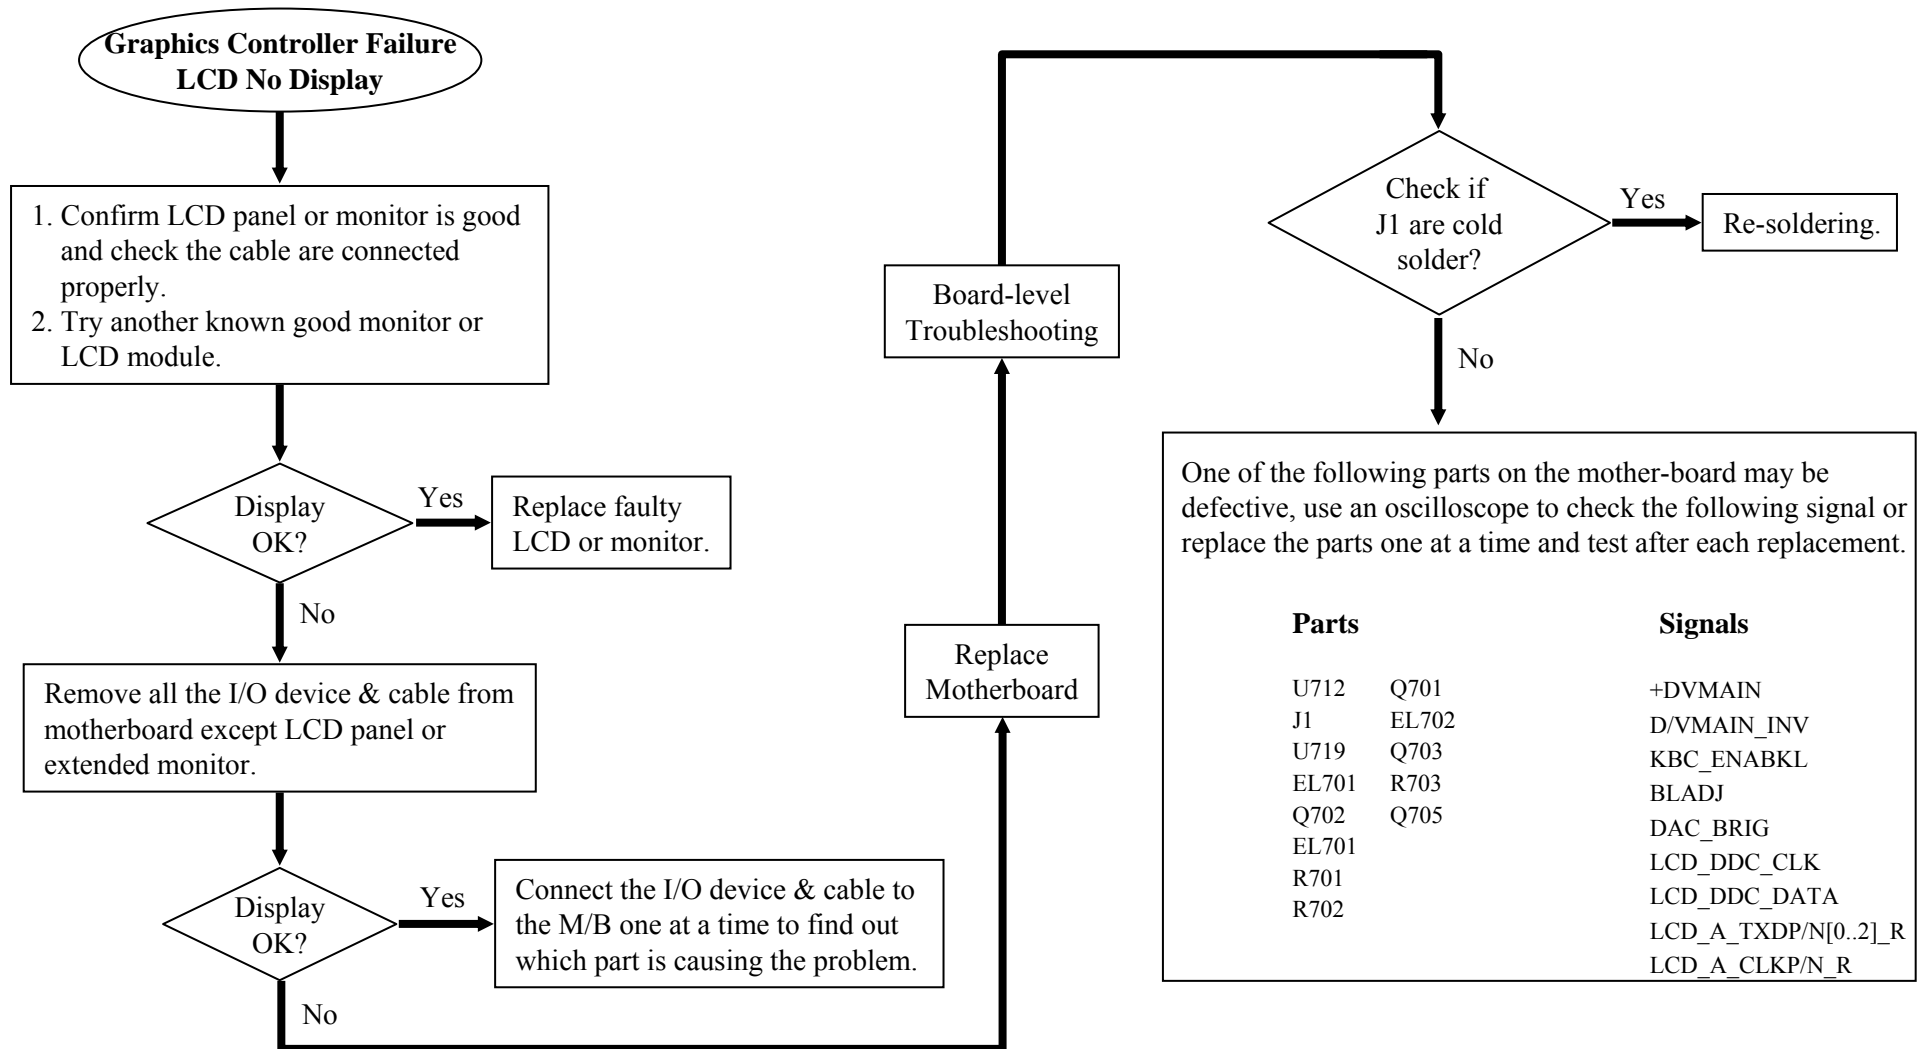 Graphics Controller Failure
LCD No Display
1. Confirm LCD panel or monitor is good
and check the cable are connected
properly.
2. Try another known good monitor or
LCD module.
Display
OK?
Yes
Replace faulty
LCD or monitor.
No
Remove all the I/O device & cable from
motherboard except LCD panel or
extended monitor.
Display
OK?
Yes
Connect the I/O device & cable to
the M/B one at a time to find out
which part is causing the problem.
No
Replace
Motherboard
Board-level
Troubleshooting
Check if
J1 are cold
solder?
Yes
Re-soldering.
No
One of the following parts on the mother-board may be
defective, use an oscilloscope to check the following signal or
replace the parts one at a time and test after each replacement.
Parts
U712
J1
U719
EL701
Q702
EL701
R701
R702
Q701
EL702
Q703
R703
Q705
Signals
+DVMAIN
D/VMAIN_INV
KBC_ENABKL
BLADJ
DAC_BRIG
LCD_DDC_CLK
LCD_DDC_DATA
LCD_A_TXDP/N[0..2]_R
LCD_A_CLKP/N_R